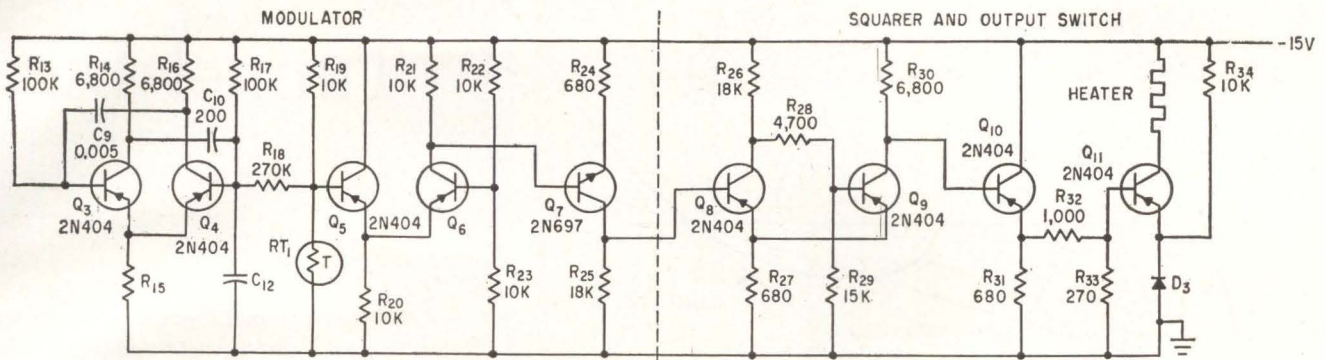 MODULATOR
SQUARER AND OUTPUT SWITCH
-15V
R13
100K
R14
6,800
R16
6,800
R17
100K
R19
10K
R21
10K
R22
10K
R24
680
R26
18K
R30
6,800
HEATER
R34
10K
C9
0.005
C10
200
R18
270K
R28
4,700
Q3
2N404
Q4
2N404
Q5
2N404
Q6
Q7
2N697
Q8
2N404
Q9
2N404
Q10
2N404
Q11
2N404
R32
1,000
RT1
T
R15
C12
R20
10K
R23
10K
R25
18K
R27
680
R29
15K
R31
680
R33
270
D3